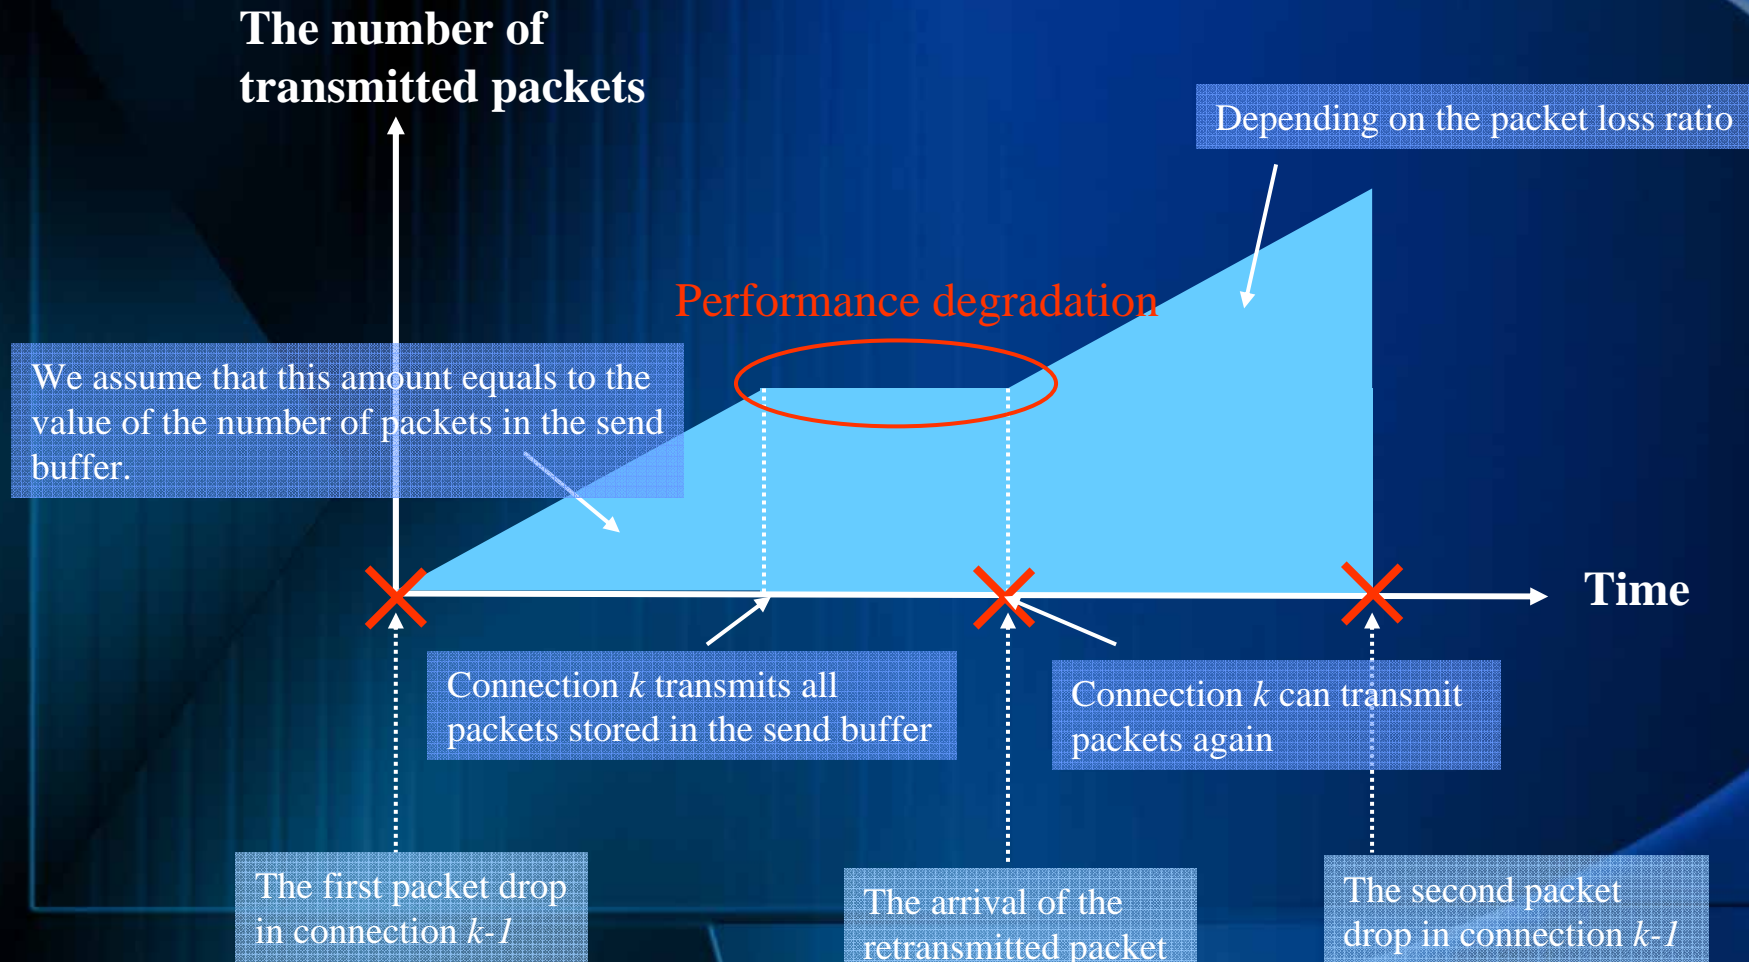 The number of
transmitted packets
Depending on the packet loss ratio
Performance degradation
We assume that this amount equals to the
value of the number of packets in the send
buffer.
Time
Connection k transmits all
packets stored in the send buffer
Connection k can transmit
packets again
The first packet drop
in connection k-1
The arrival of the
retransmitted packet
The second packet
drop in connection k-1